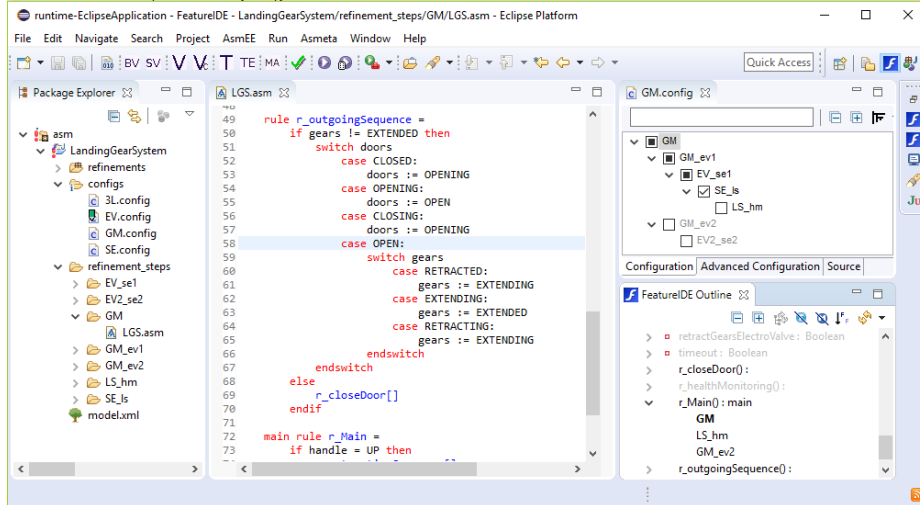 runtime-EclipseApplication - FeatureIDE - LandingGearSystem/refinement_steps/GM/LGS.asm - Eclipse Platform
File Edit Navigate Search Project AsmEE Run Asmeta Window Help
BV SV T TE MA Quick Access
Package Explorer
asm
LandingGearSystem
refinements
configs
3L.config
EV.config
GM.config
SE.config
refinement_steps
EV_se1
EV2_se2
GM
LGS.asm
GM_ev1
GM_ev2
LS_hm
SE_ls
model.xml
LGS.asm
48
49 rule r_outgoingSequence =
50 if gears != EXTENDED then
51 switch doors
52 case CLOSED:
53 doors := OPENING
54 case OPENING:
55 doors := OPEN
56 case CLOSING:
57 doors := OPENING
58 case OPEN:
59 switch gears
60 case RETRACTED:
61 gears := EXTENDING
62 case EXTENDING:
63 gears := EXTENDED
64 case RETRACTING:
65 gears := EXTENDING
66 endswitch
67 endswitch
68 else
69 r_closeDoor[]
70 endif
71
72 main rule r_Main =
73 if handle = UP then
GM.config
GM
GM_ev1
EV_se1
SE_ls
LS_hm
GM_ev2
EV2_se2
Configuration Advanced Configuration Source
FeatureIDE Outline
retractGearsElectroValve : Boolean
timeout : Boolean
r_closeDoor() :
r_healthMonitoring() :
r_Main() : main
GM
LS_hm
GM_ev2
r_outgoingSequence() :